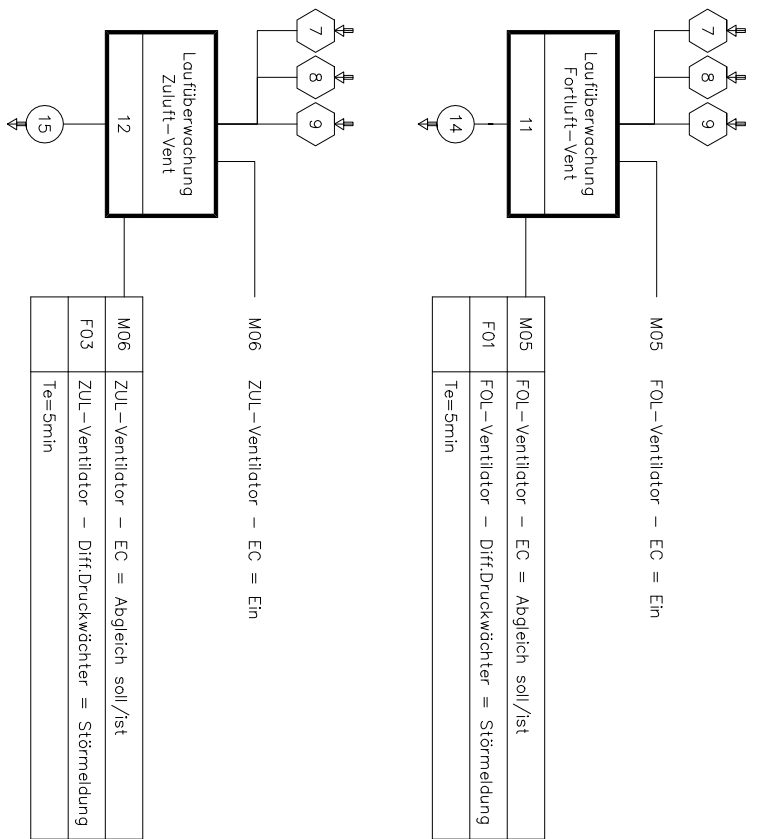 7 8 9
M05 FOL-Ventilator - EC = Ein
Laufüberwachung
Fortluft-Vent
11
14
M05 FOL-Ventilator - EC = Abgleich soll/ist
F01 FOL-Ventilator - Diff.Druckwächter = Störmeldung
Te=5min
7 8 9
M06 ZUL-Ventilator - EC = Ein
Laufüberwachung
Zuluft-Vent
12
15
M06 ZUL-Ventilator - EC = Abgleich soll/ist
F03 ZUL-Ventilator - Diff.Druckwächter = Störmeldung
Te=5min